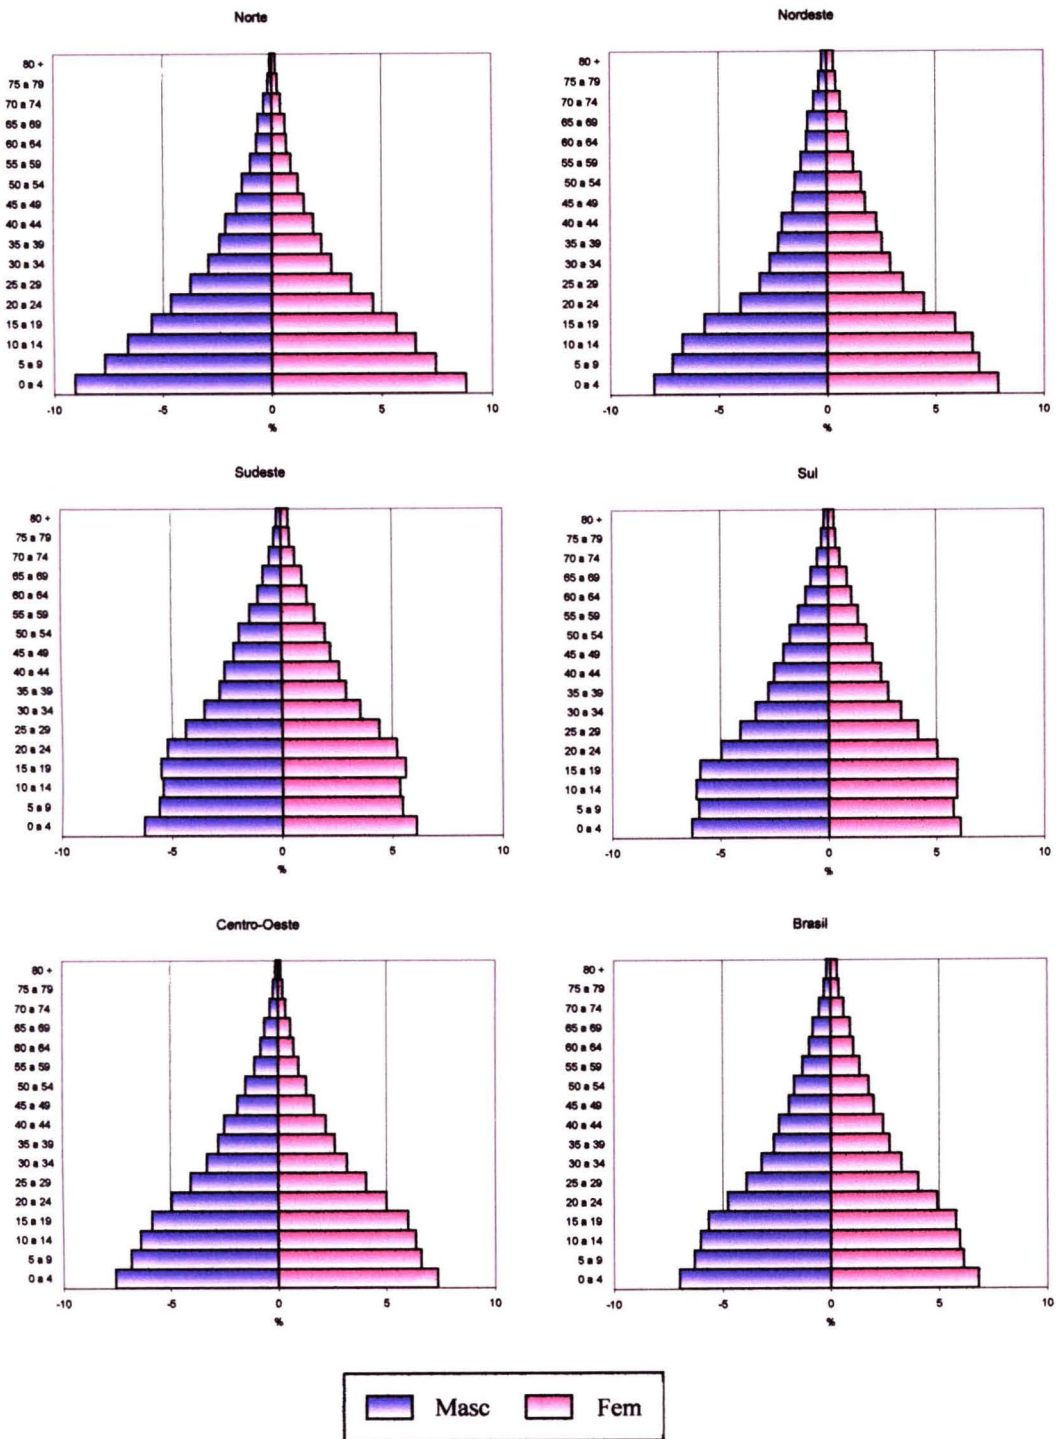 Norte
80 +
75 a 79
70 a 74
65 a 69
60 a 64
55 a 59
50 a 54
45 a 49
40 a 44
35 a 39
30 a 34
25 a 29
20 a 24
15 a 19
10 a 14
5 a 9
0 a 4
-10 -5 0 5 10
%
Nordeste
80 +
75 a 79
70 a 74
65 a 69
60 a 64
55 a 59
50 a 54
45 a 49
40 a 44
35 a 39
30 a 34
25 a 29
20 a 24
15 a 19
10 a 14
5 a 9
0 a 4
-10 -5 0 5 10
%
Sudeste
80 +
75 a 79
70 a 74
65 a 69
60 a 64
55 a 59
50 a 54
45 a 49
40 a 44
35 a 39
30 a 34
25 a 29
20 a 24
15 a 19
10 a 14
5 a 9
0 a 4
-10 -5 0 5 10
%
Sul
80 +
75 a 79
70 a 74
65 a 69
60 a 64
55 a 59
50 a 54
45 a 49
40 a 44
35 a 39
30 a 34
25 a 29
20 a 24
15 a 19
10 a 14
5 a 9
0 a 4
-10 -5 0 5 10
%
Centro-Oeste
80 +
75 a 79
70 a 74
65 a 69
60 a 64
55 a 59
50 a 54
45 a 49
40 a 44
35 a 39
30 a 34
25 a 29
20 a 24
15 a 19
10 a 14
5 a 9
0 a 4
-10 -5 0 5 10
%
Brasil
80 +
75 a 79
70 a 74
65 a 69
60 a 64
55 a 59
50 a 54
45 a 49
40 a 44
35 a 39
30 a 34
25 a 29
20 a 24
15 a 19
10 a 14
5 a 9
0 a 4
-10 -5 0 5 10
%
Masc Fem